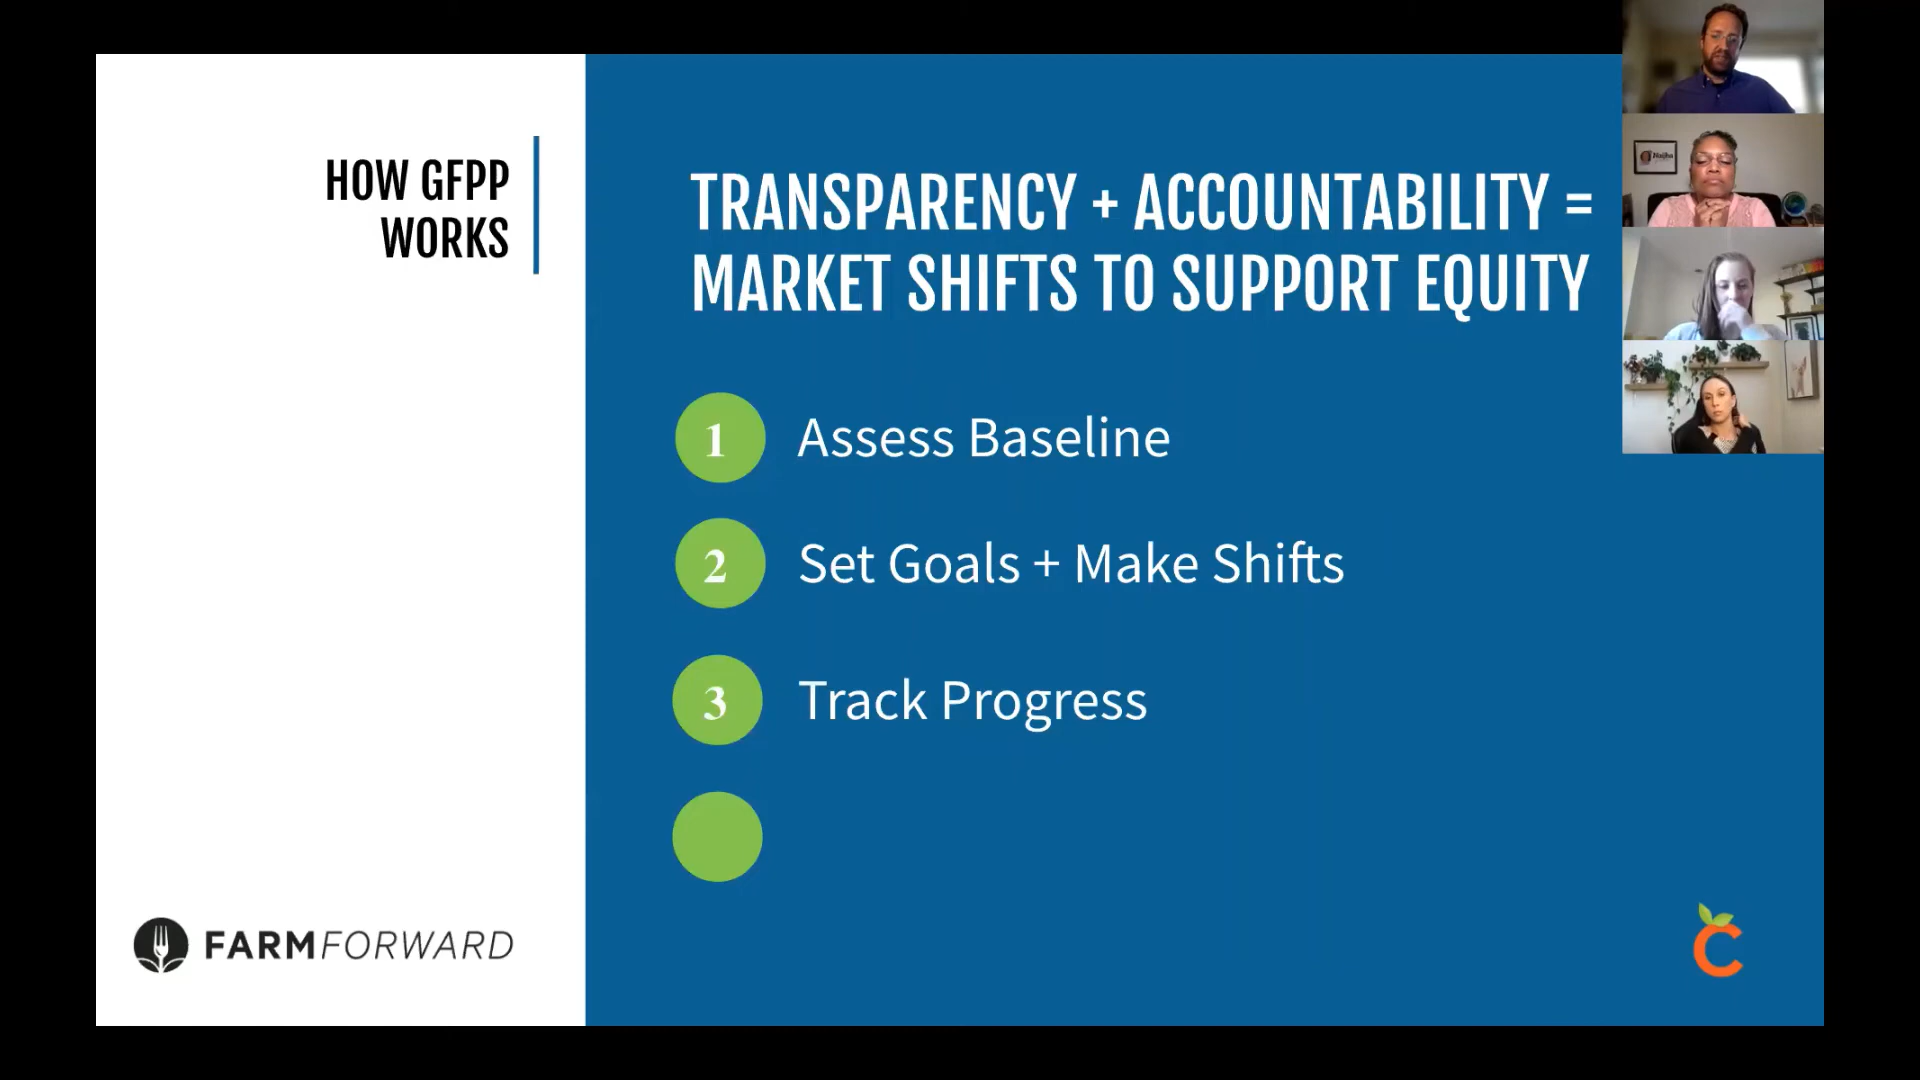 HOW GFPP
WORKS
TRANSPARENCY + ACCOUNTABILITY =
MARKET SHIFTS TO SUPPORT EQUITY
1 Assess Baseline
2 Set Goals + Make Shifts
3 Track Progress
FARMFORWARD